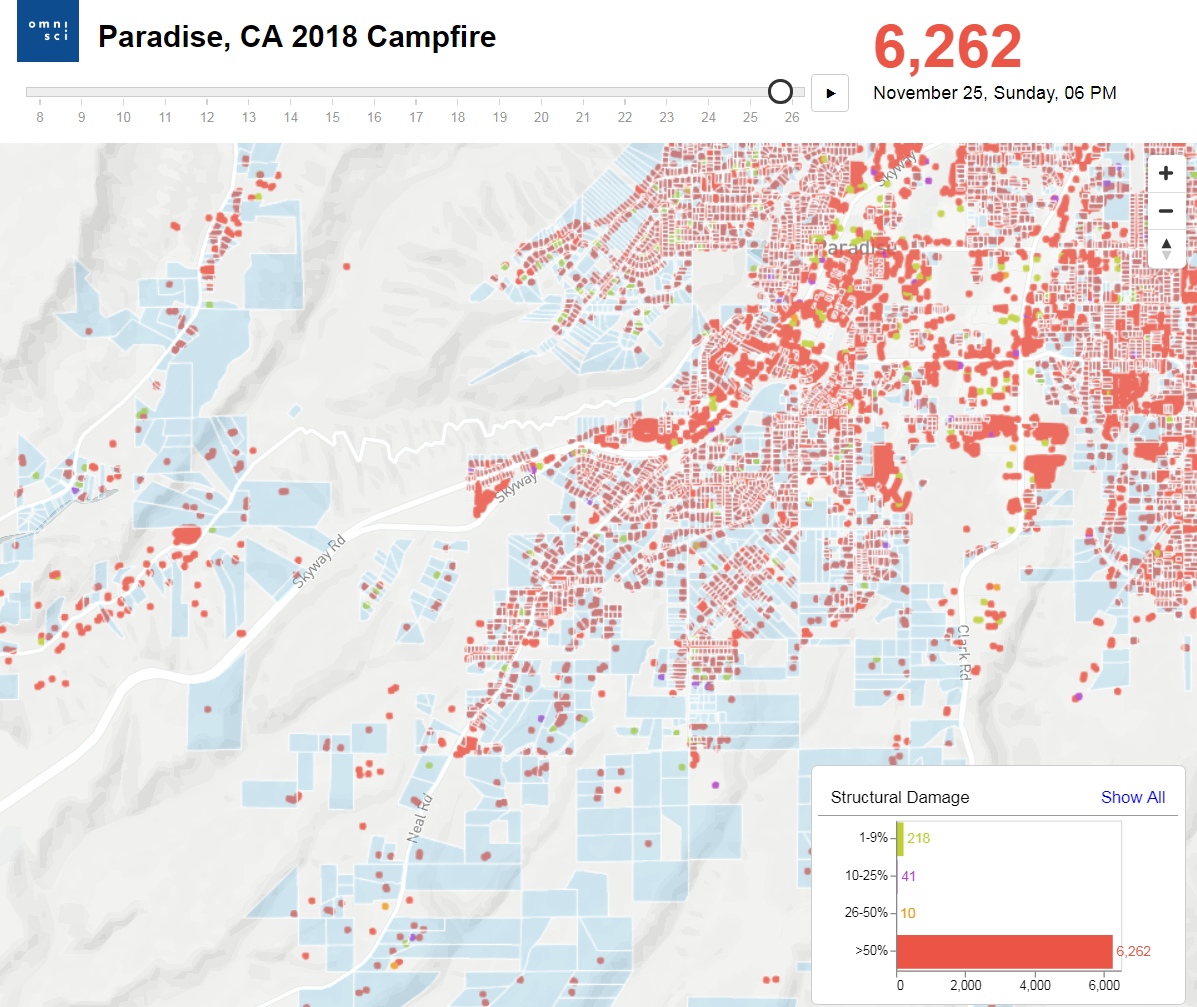 omni
sci
Paradise, CA 2018 Campfire
6,262
November 25, Sunday, 06 PM
8 9 10 11 12 13 14 15 16 17 18 19 20 21 22 23 24 25 26
Skyway
Paradise
Skyway
Skyway Rd
Clark Rd
Neal Rd
Structural Damage
Show All
1-9% 218
10-25% 41
26-50% 10
>50% 6,262
0 2,000 4,000 6,000